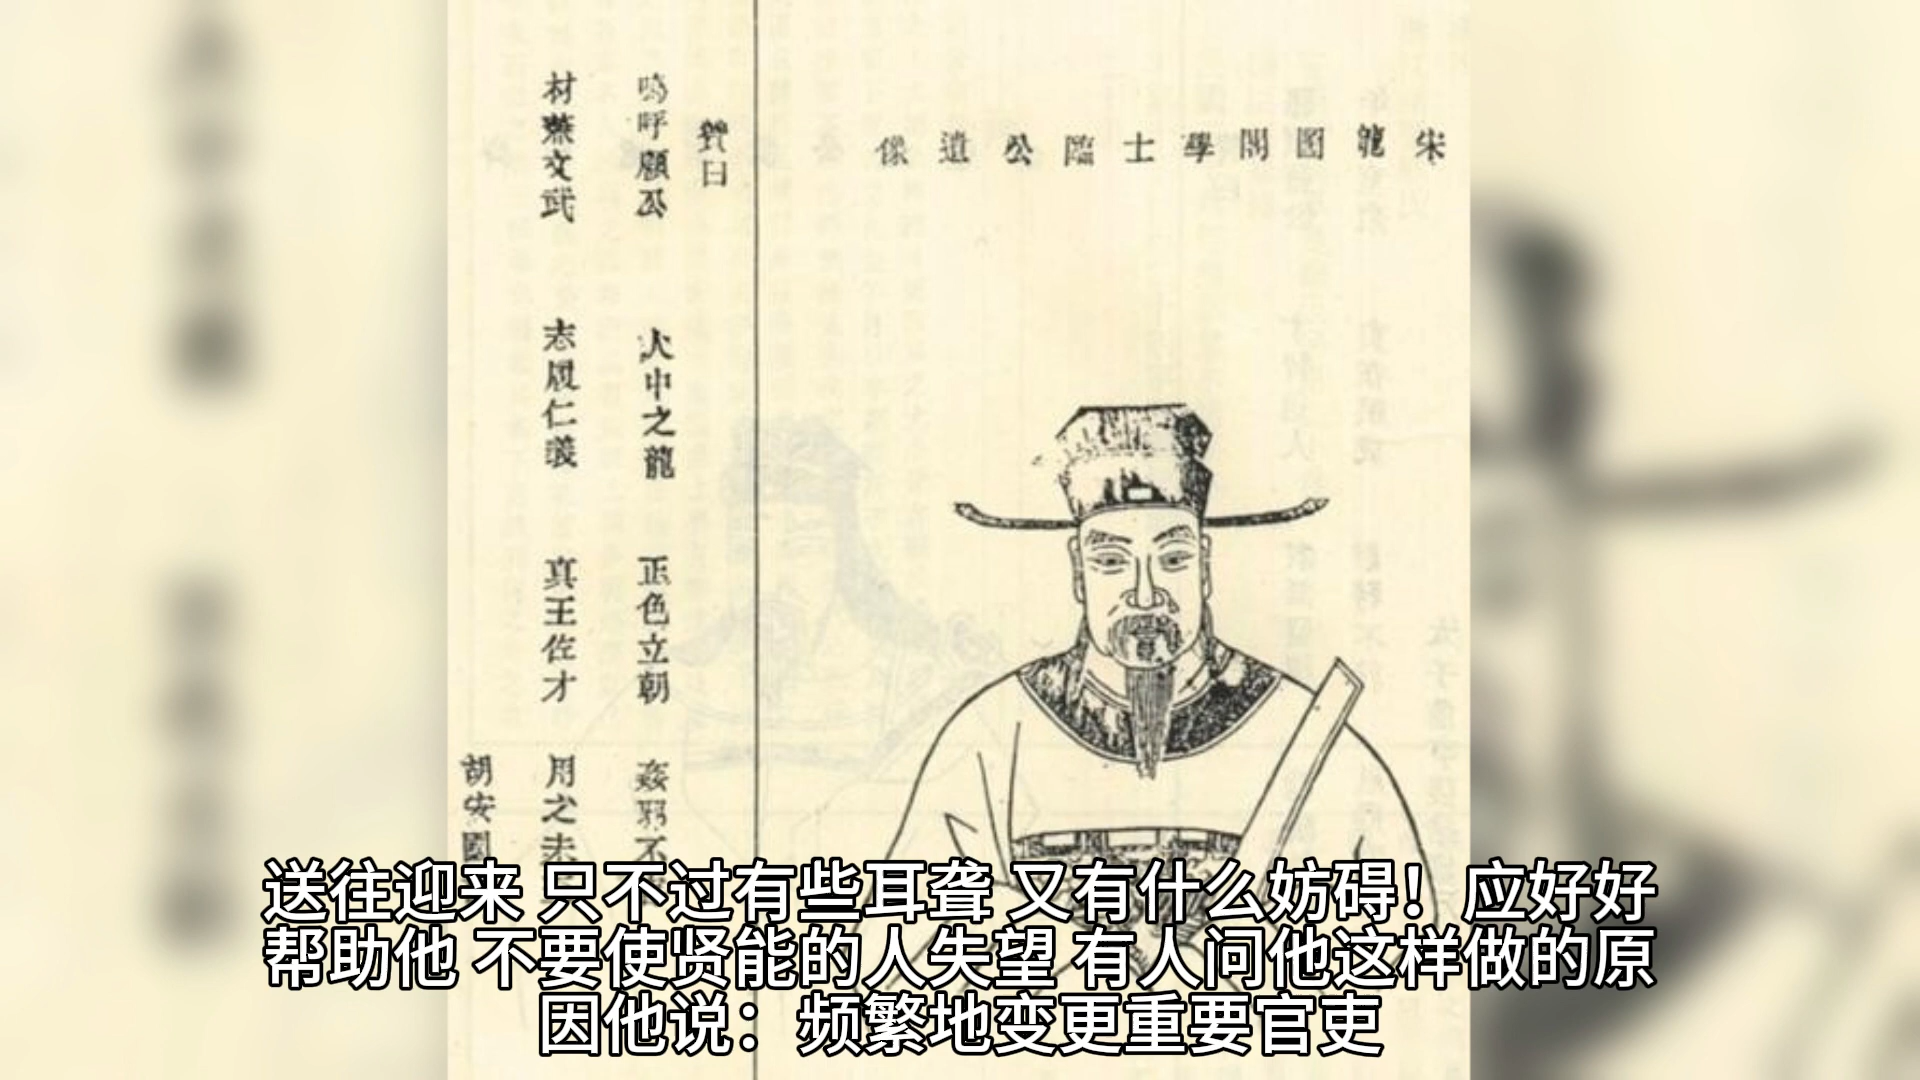 宋龍图閣學士臨公遺像
贊曰
嗚呼顧公 人中之龍 正色立朝 姦邪不
材兼文武 志履仁義 真王佐才 用之未
胡安國
送往迎来 只不过有些耳聋 又有什么妨碍！应好好
帮助他 不要使贤能的人失望 有人问他这样做的原
因他说：频繁地变更重要官吏